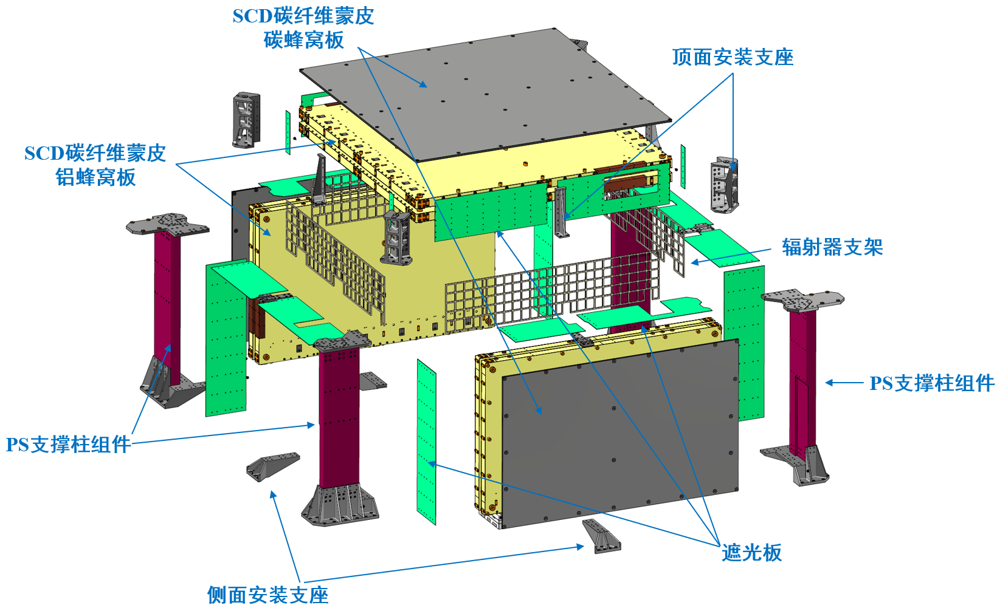 SCD碳纤维蒙皮
碳蜂窝板
顶面安装支座
SCD碳纤维蒙皮
铝蜂窝板
辐射器支架
PS支撑柱组件
PS支撑柱组件
遮光板
侧面安装支座